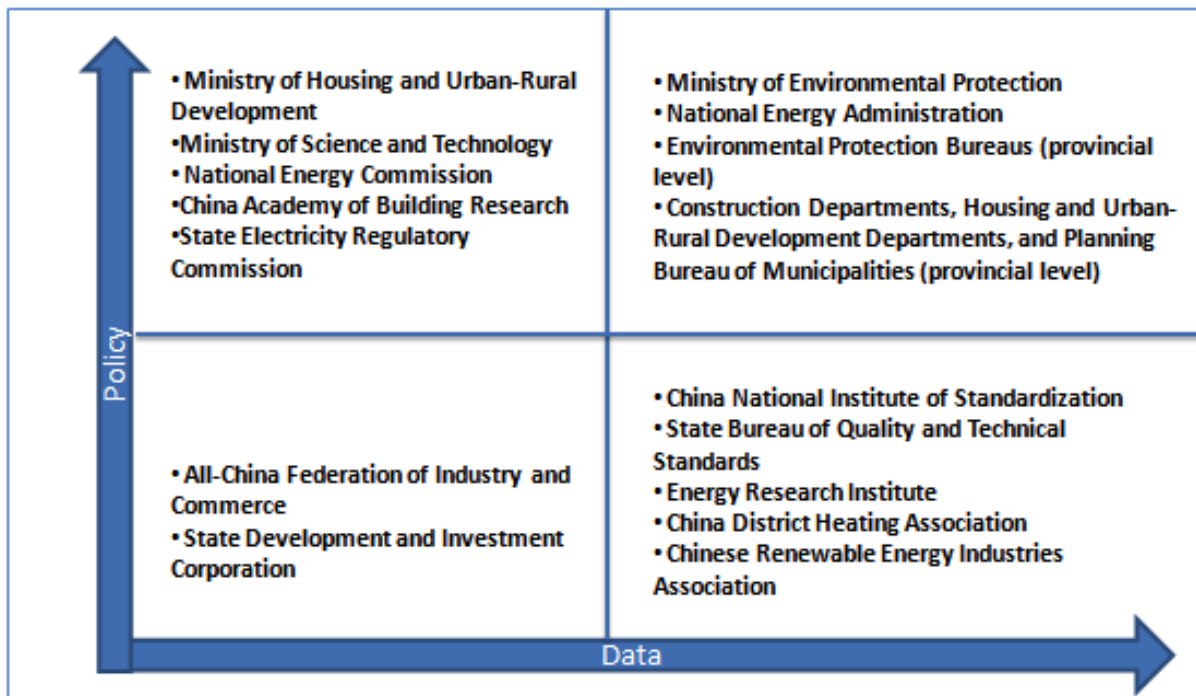 • Ministry of Housing and Urban-Rural
Development
•Ministry of Science and Technology
• National Energy Commission
•China Academy of Building Research
•State Electricity Regulatory
Commission
• Ministry of Environmental Protection
• National Energy Administration
• Environmental Protection Bureaus (provincial
level)
• Construction Departments, Housing and Urban-
Rural Development Departments, and Planning
Bureau of Municipalities (provincial level)
Policy
• All-China Federation of Industry and
Commerce
• State Development and Investment
Corporation
• China National Institute of Standardization
• State Bureau of Quality and Technical
Standards
• Energy Research Institute
• China District Heating Association
• Chinese Renewable Energy Industries
Association
Data